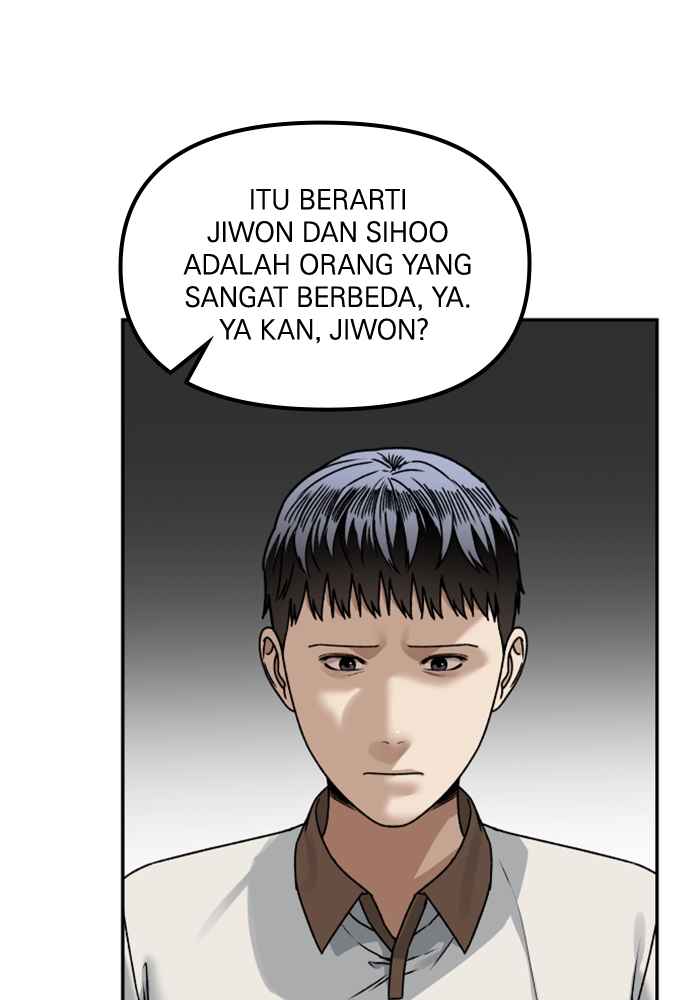 ITU BERARTI
JIWON DAN SIHOO
ADALAH ORANG YANG
SANGAT BERBEDA, YA.
YA KAN, JIWON?